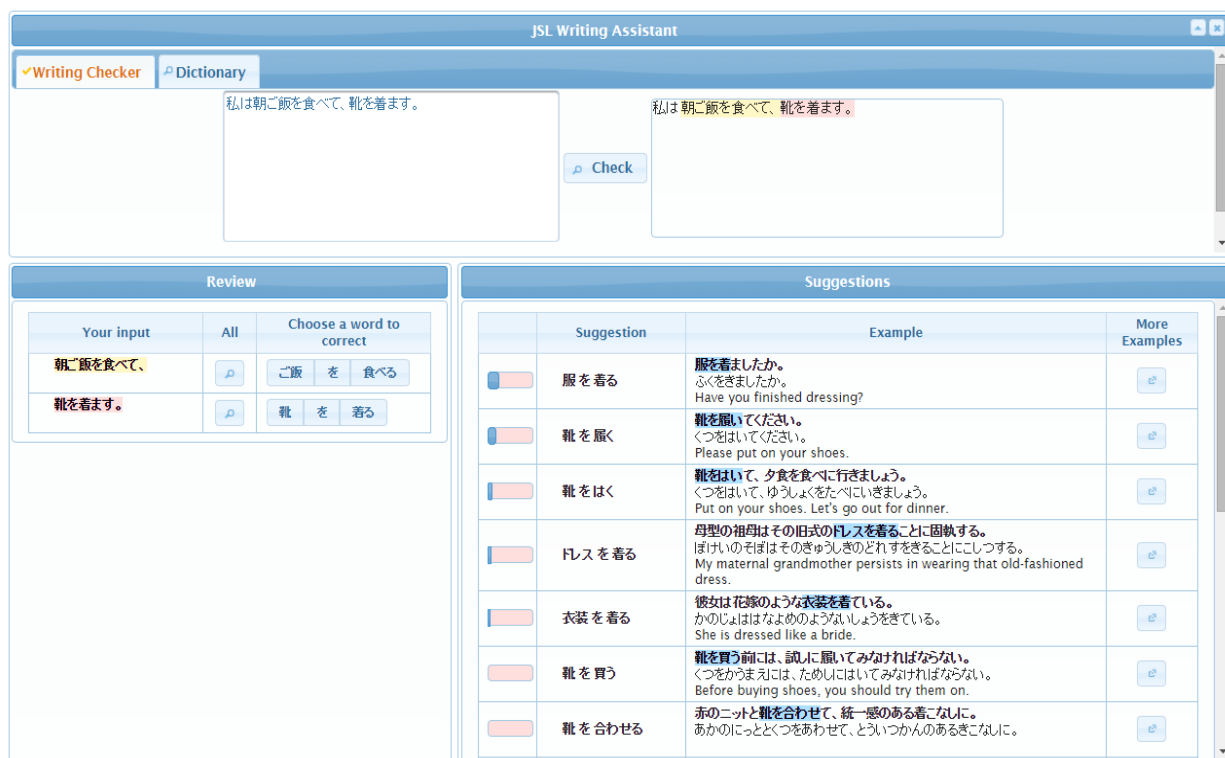 JSL Writing Assistant
Writing Checker
Dictionary
私は朝ご飯を食べて、靴を着ます。
Check
私は 朝ご飯を食べて、靴を着ます。
Review
Your input
All
Choose a word to
correct
朝ご飯を食べて、
ご飯 を 食べる
靴を着ます。
靴 を 着る
Suggestions
Suggestion
Example
More
Examples
服 を 着る
服を着ましたか。
ふくをきましたか。
Have you finished dressing?
靴 を 履く
靴を履いてください。
くつをはいてください。
Please put on your shoes.
靴 を はく
靴をはいて、夕食を食べに行きましょう。
くつをはいて、ゆうしょくをたべにいきましょう。
Put on your shoes. Let's go out for dinner.
ドレス を 着る
母型の祖母はその旧式のドレスを着ることに固執する。
ぼけいのそぼはそのきゅうしきのどれすをきることにこしつする。
My maternal grandmother persists in wearing that old-fashioned
dress.
衣装 を 着る
彼女は花嫁のような衣装を着ている。
かのじょははなよめのようないしょうをきている。
She is dressed like a bride.
靴 を 買う
靴を買う前には、試しに履いてみなければならない。
くつをかうまえには、ためしにはいてみなければならない。
Before buying shoes, you should try them on.
靴 を 合わせる
赤のニットと靴を合わせて、統一感のある着こなしに。
あかのにっととくつをあわせて、とういつかんのあるきこなしに。